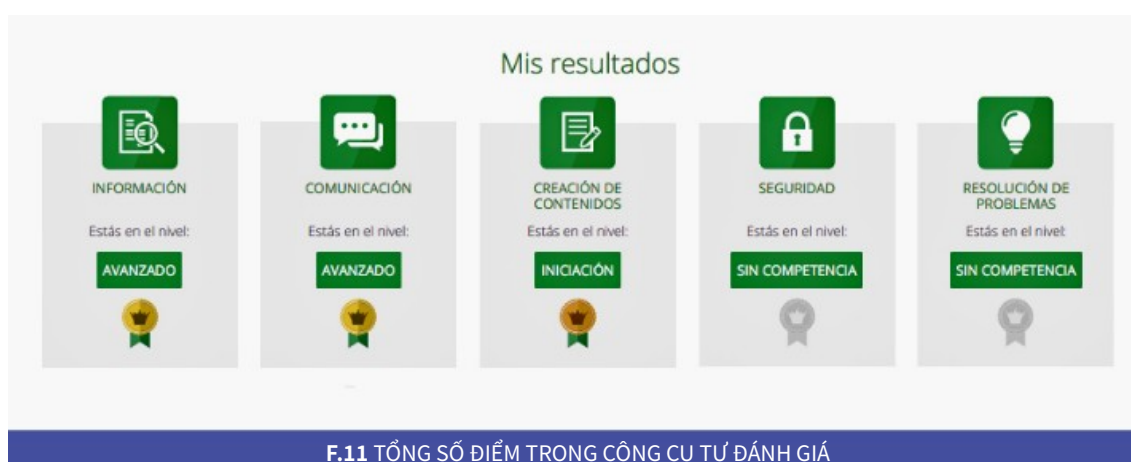 Mis resultados
INFORMACIÓN
Estás en el nivel:
AVANZADO
COMUNICACIÓN
Estás en el nivel:
AVANZADO
CREACIÓN DE
CONTENIDOS
Estás en el nivel:
INICIACIÓN
SEGURIDAD
Estás en el nivel:
SIN COMPETENCIA
RESOLUCIÓN DE
PROBLEMAS
Estás en el nivel:
SIN COMPETENCIA
F.11 TỔNG SỐ ĐIỂM TRONG CÔNG CỤ TỰ ĐÁNH GIÁ